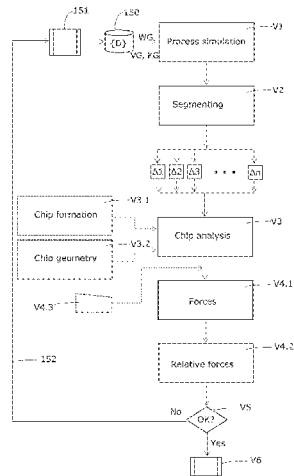 151
150
V1
{D}
WG,
VG, KG
Process simulation
V2
Segmenting
Δ1
Δ2
Δ3
Δn
V3.1
Chip formation
V3
V3.2
Chip analysis
Chip geometry
V4.1
V4.3
Forces
V4.2
152
Relative forces
V5
No
OK?
Yes
V6